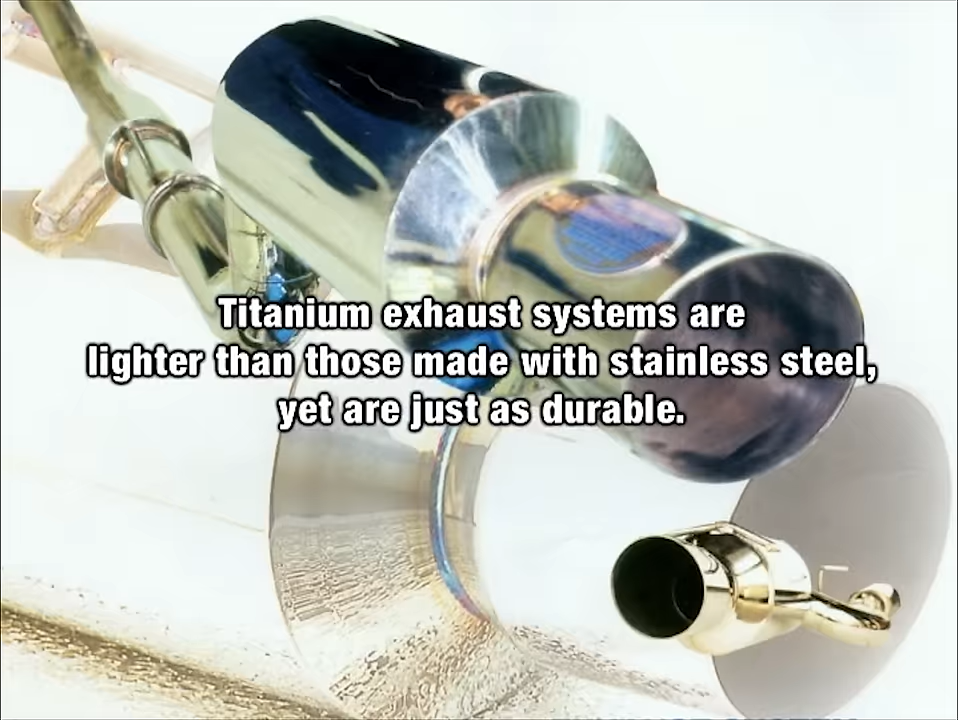 Titanium exhaust systems are
lighter than those made with stainless steel,
yet are just as durable.